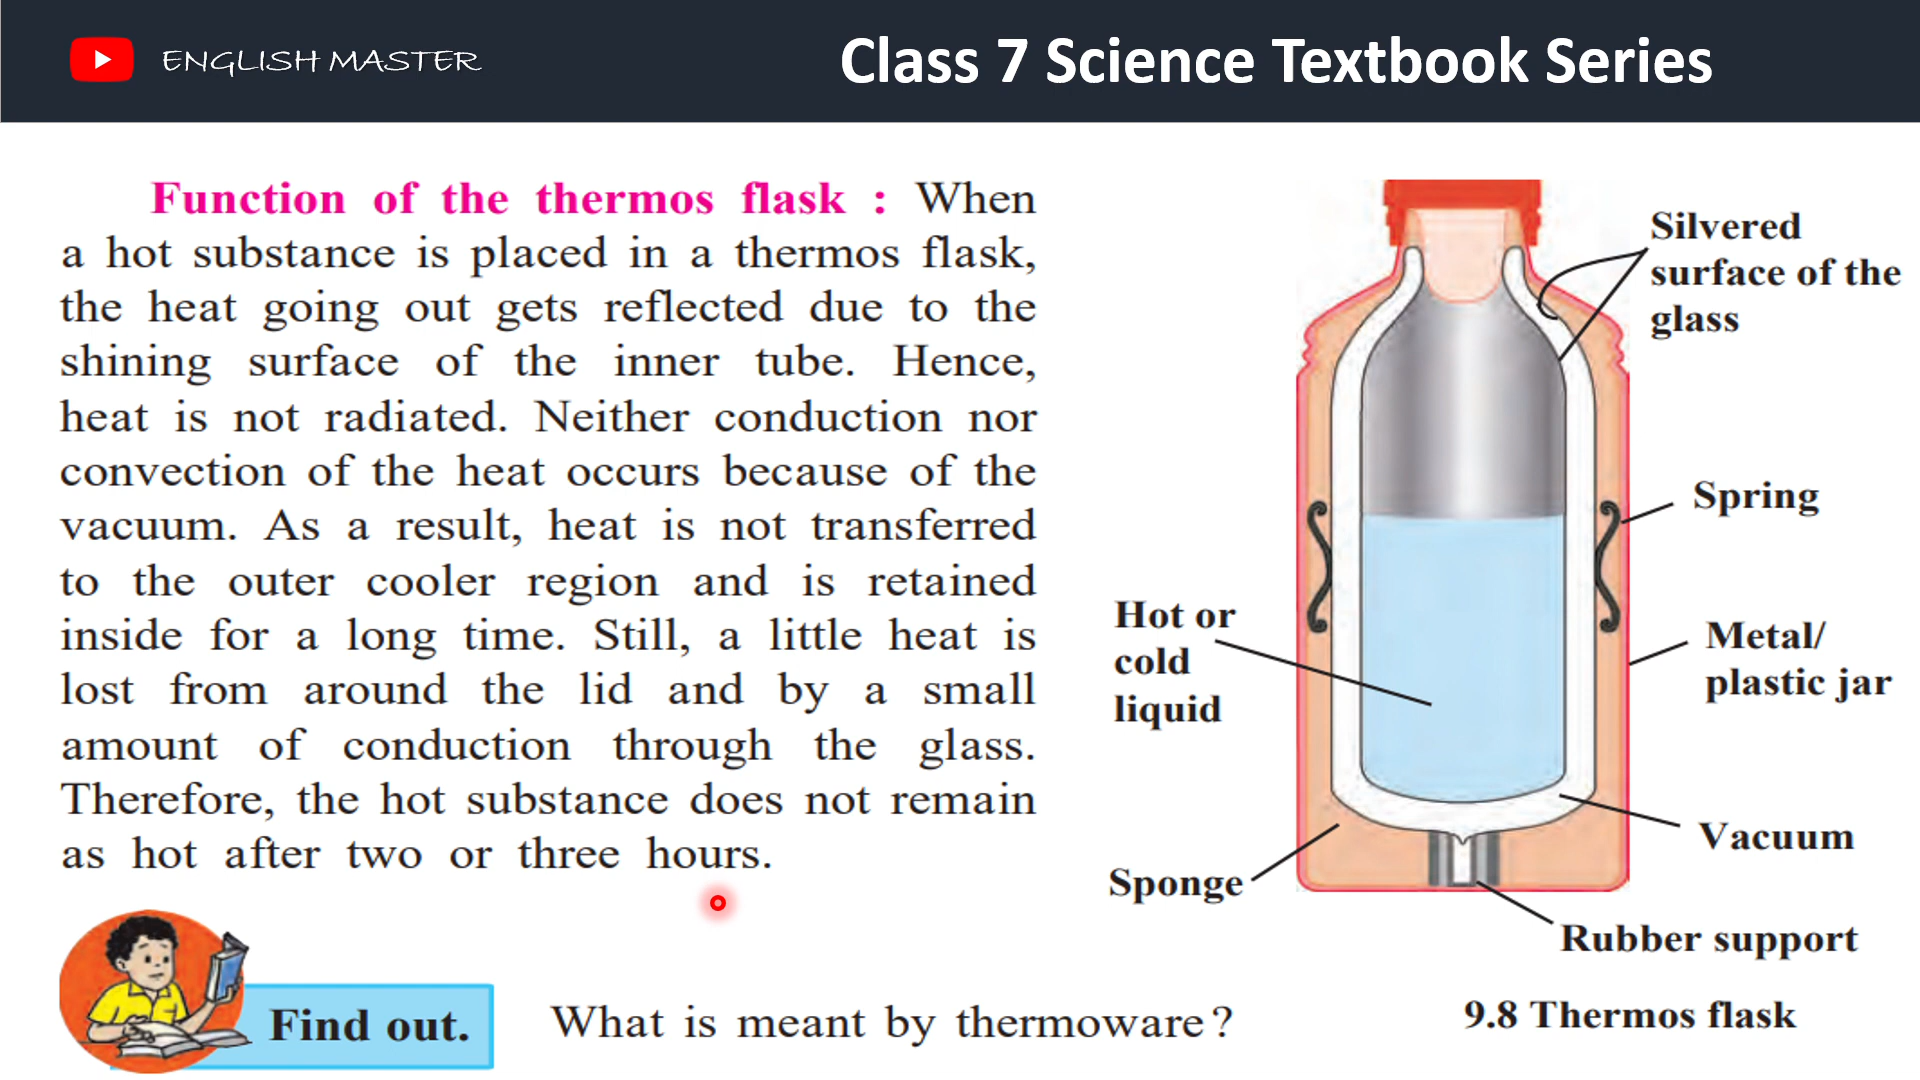 ENGLISH MASTER
Class 7 Science Textbook Series
Function of the thermos flask : When
a hot substance is placed in a thermos flask,
the heat going out gets reflected due to the
shining surface of the inner tube. Hence,
heat is not radiated. Neither conduction nor
convection of the heat occurs because of the
vacuum. As a result, heat is not transferred
to the outer cooler region and is retained
inside for a long time. Still, a little heat is
lost from around the lid and by a small
amount of conduction through the glass.
Therefore, the hot substance does not remain
as hot after two or three hours.
Silvered
surface of the
glass
Spring
Hot or
cold
liquid
Metal/
plastic jar
Vacuum
Sponge
Rubber support
9.8 Thermos flask
Find out.
What is meant by thermoware?